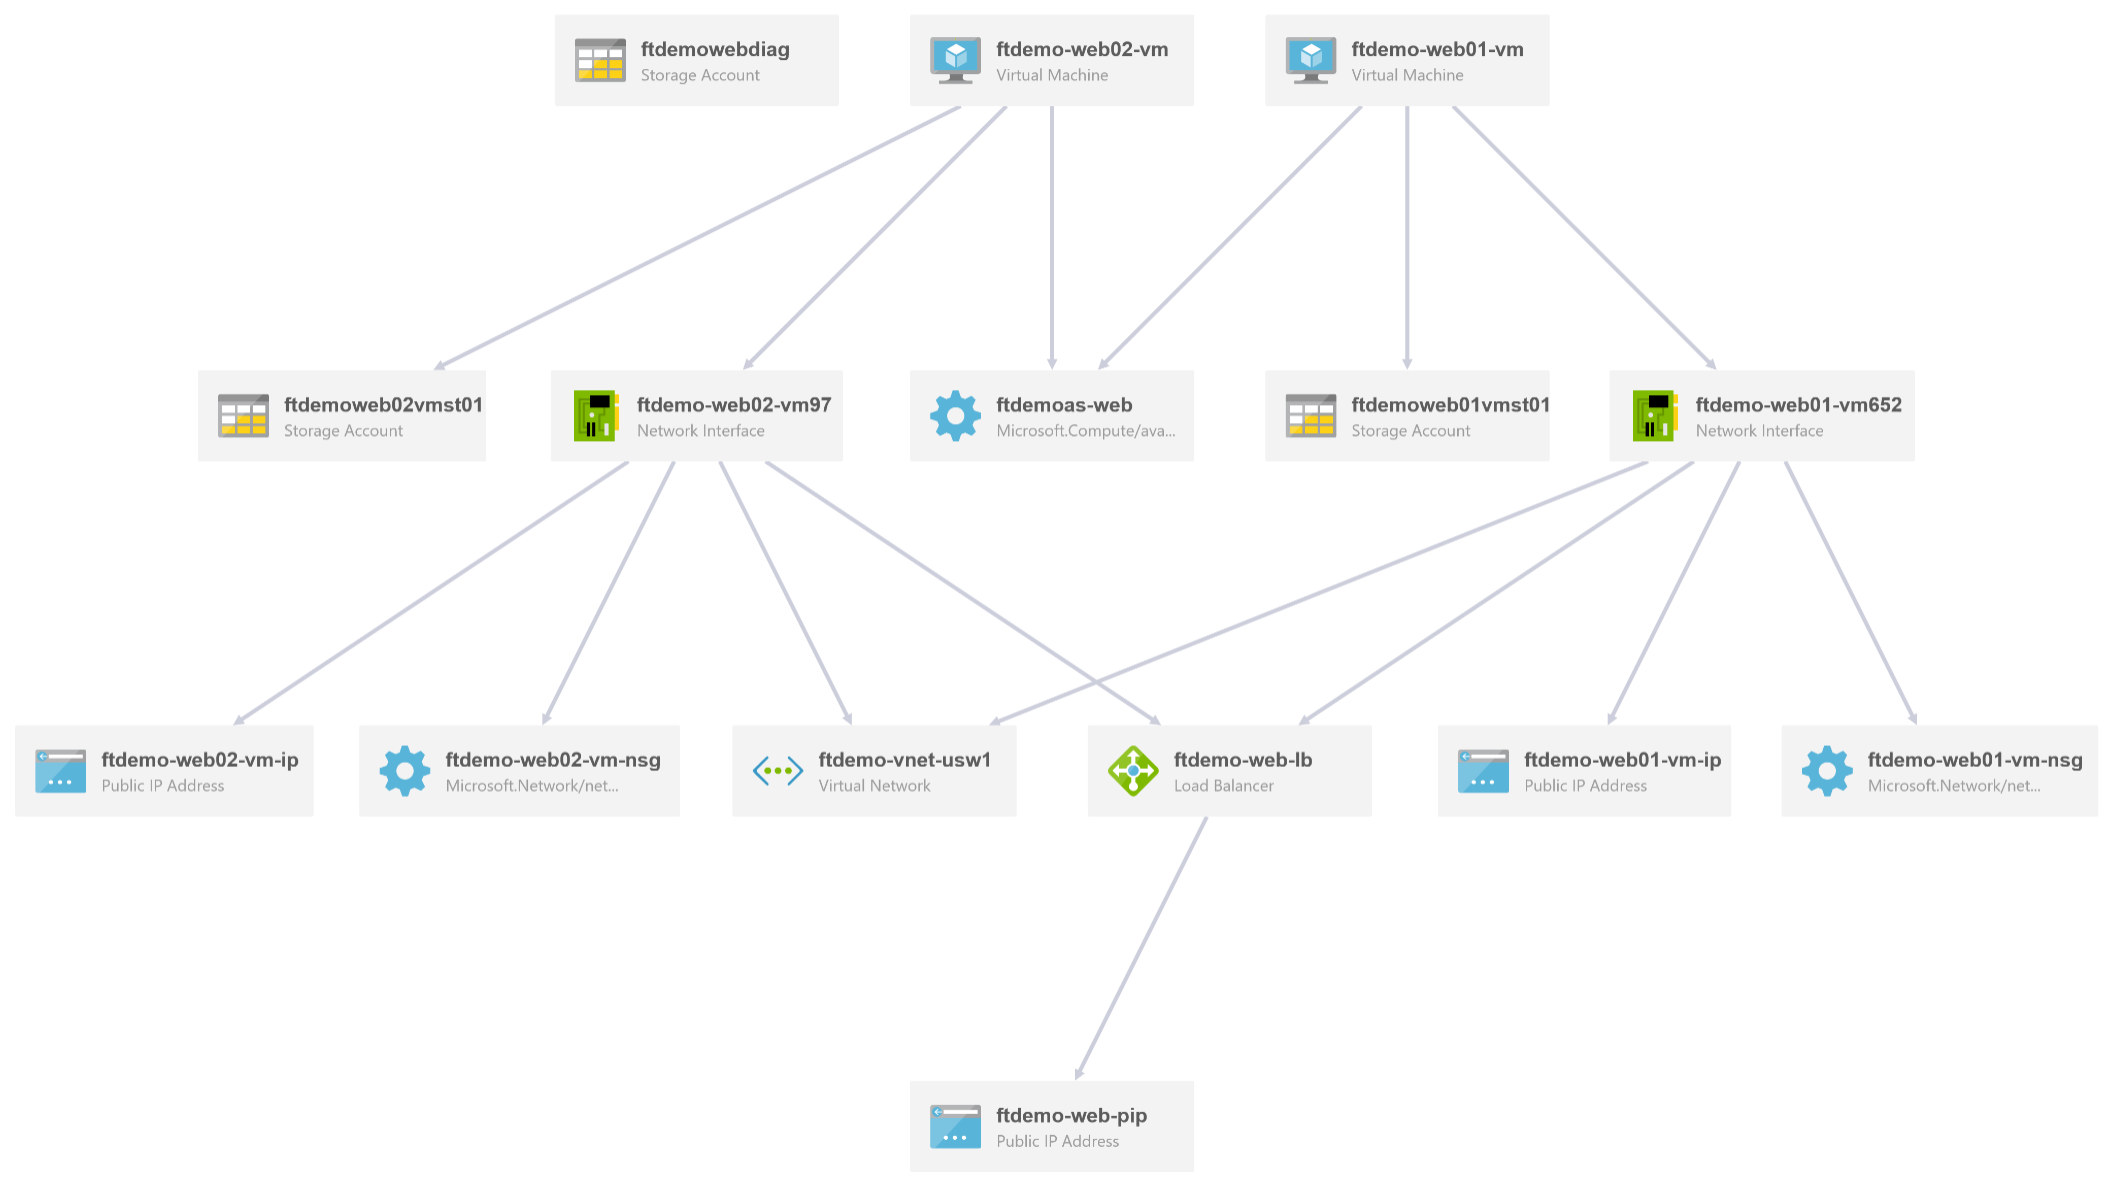 ftdemowebdiag
Storage Account
ftdemo-web02-vm
Virtual Machine
ftdemo-web01-vm
Virtual Machine
ftdemoweb02vmst01
Storage Account
ftdemo-web02-vm97
Network Interface
ftdemoas-web
Microsoft.Compute/ava...
ftdemoweb01vmst01
Storage Account
ftdemo-web01-vm652
Network Interface
ftdemo-web02-vm-ip
Public IP Address
ftdemo-web02-vm-nsg
Microsoft.Network/net...
ftdemo-vnet-usw1
Virtual Network
ftdemo-web-lb
Load Balancer
ftdemo-web01-vm-ip
Public IP Address
ftdemo-web01-vm-nsg
Microsoft.Network/net...
ftdemo-web-pip
Public IP Address